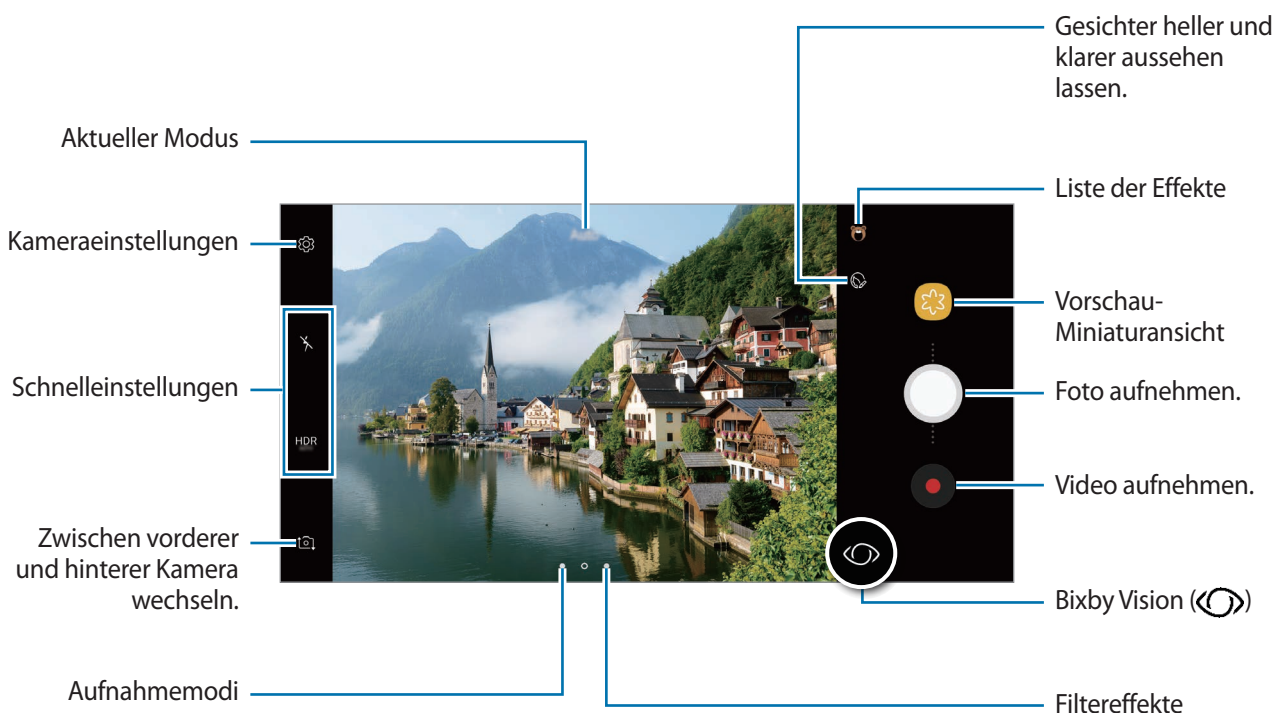 Gesichter heller und
klarer aussehen
lassen.
Aktueller Modus
Liste der Effekte
Kameraeinstellungen
Vorschau-
Miniaturansicht
Schnelleinstellungen
Foto aufnehmen.
HDR
Video aufnehmen.
Zwischen vorderer
und hinterer Kamera
wechseln.
Bixby Vision ()
Aufnahmemodi
Filtereffekte